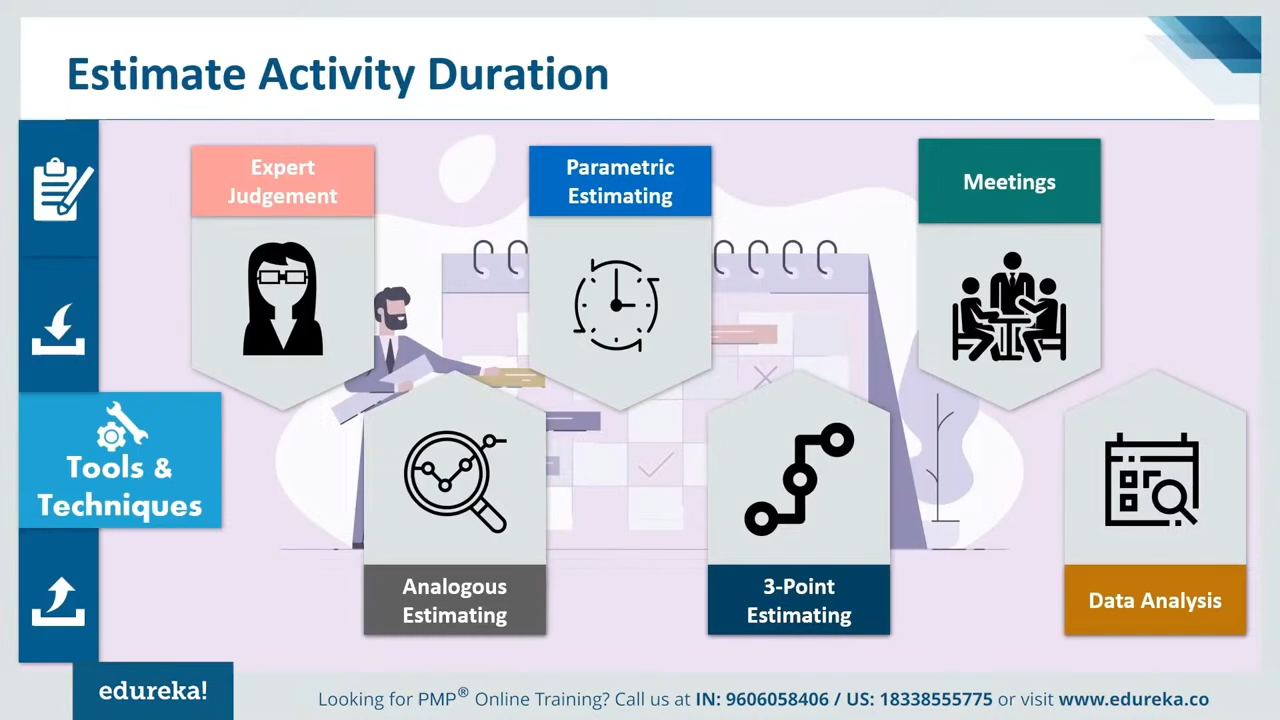 Estimate Activity Duration
Expert
Judgement
Parametric
Estimating
Meetings
Tools &
Techniques
Analogous
Estimating
3-Point
Estimating
Data Analysis
edureka!
Looking for PMP® Online Training? Call us at IN: 9606058406 / US: 18338555775 or visit www.edureka.co